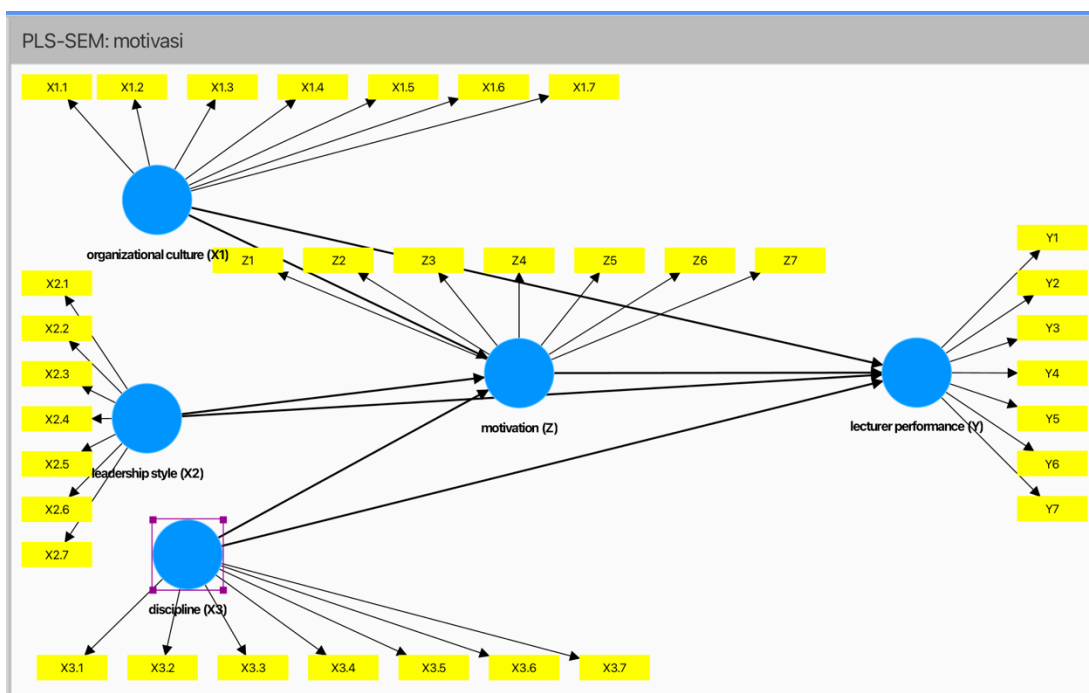 PLS-SEM: motivasi
X1.1 X1.2 X1.3 X1.4 X1.5 X1.6 X1.7
organizational culture (X1)
Z1 Z2 Z3 Z4 Z5 Z6 Z7
X2.1
X2.2
X2.3
X2.4
X2.5
X2.6
X2.7
leadership style (X2)
motivation (Z)
Y1
Y2
Y3
Y4
Y5
Y6
Y7
lecturer performance (Y)
discipline (X3)
X3.1 X3.2 X3.3 X3.4 X3.5 X3.6 X3.7